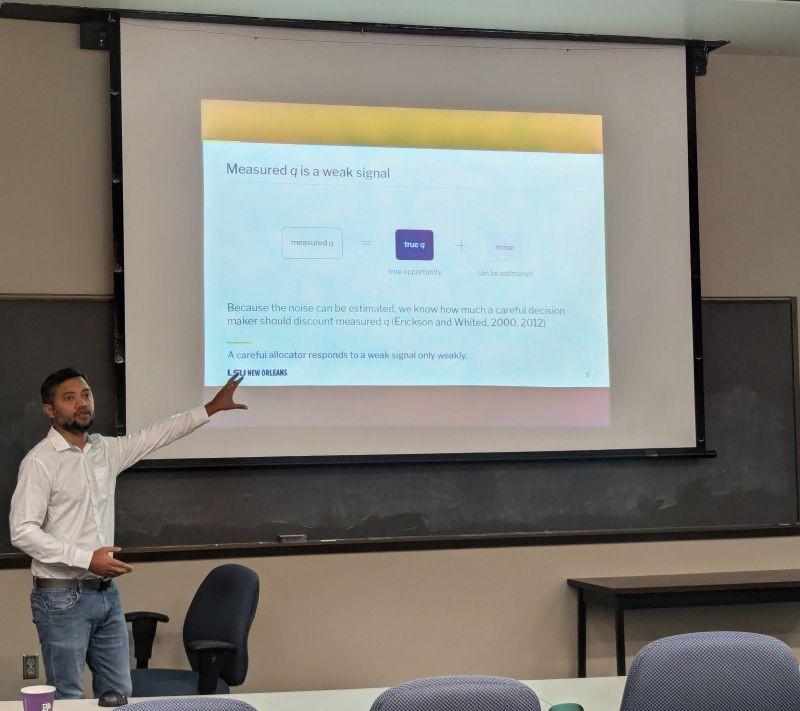 Measured q is a weak signal
measured q = true q + noise
true opportunity can be estimated
Because the noise can be estimated, we know how much a careful decision
maker should discount measured q (Erickson and Whited, 2000, 2012).
A careful allocator responds to a weak signal only weakly.
LSU NEW ORLEANS
5